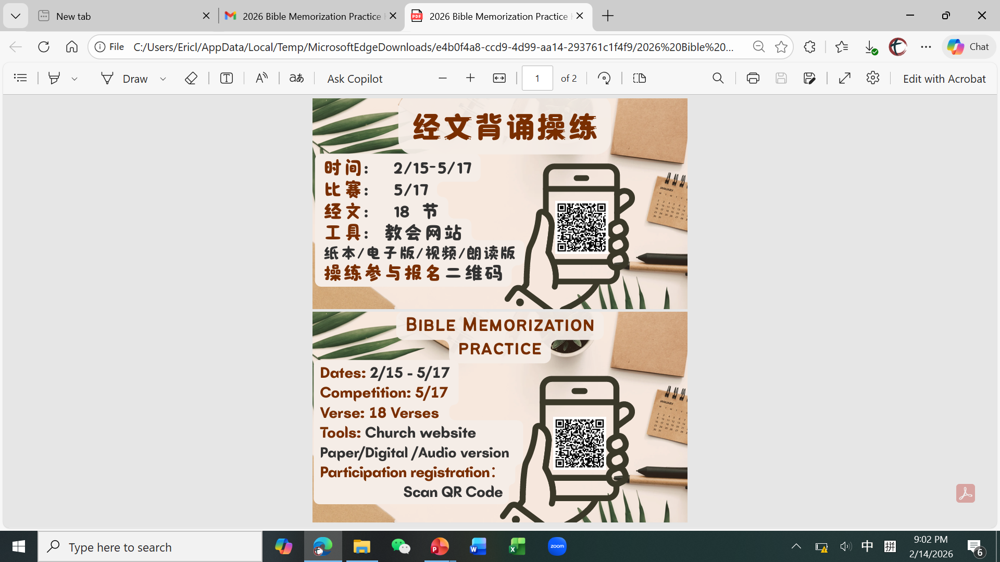 New tab
2026 Bible Memorization Practice
2026 Bible Memorization Practice
File
C:/Users/Ericl/AppData/Local/Temp/MicrosoftEdgeDownloads/e4b0f4a8-ccd9-4d99-aa14-293761c1f4f9/2026%20Bible%20...
Chat
Draw
aあ
Ask Copilot
1 of 2
Edit with Acrobat
经文背诵操练
时间： 2/15-5/17
比赛： 5/17
经文： 18 节
工具： 教会网站
纸本/电子版/视频/朗读版
操练参与报名二维码
JANUARY
BIBLE MEMORIZATION
PRACTICE
Dates: 2/15 - 5/17
Competition: 5/17
Verse: 18 Verses
Tools: Church website
Paper/Digital /Audio version
Participation registration：
Scan QR Code
JANUARY
Type here to search
zoom
中
拼
9:02 PM
2/14/2026
6